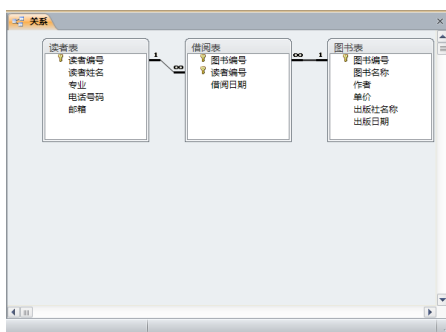 关系
读者表
读者编号
读者姓名
专业
电话号码
邮箱
1
∞
借阅表
图书编号
读者编号
借阅日期
∞
1
图书表
图书编号
图书名称
作者
单价
出版社名称
出版日期